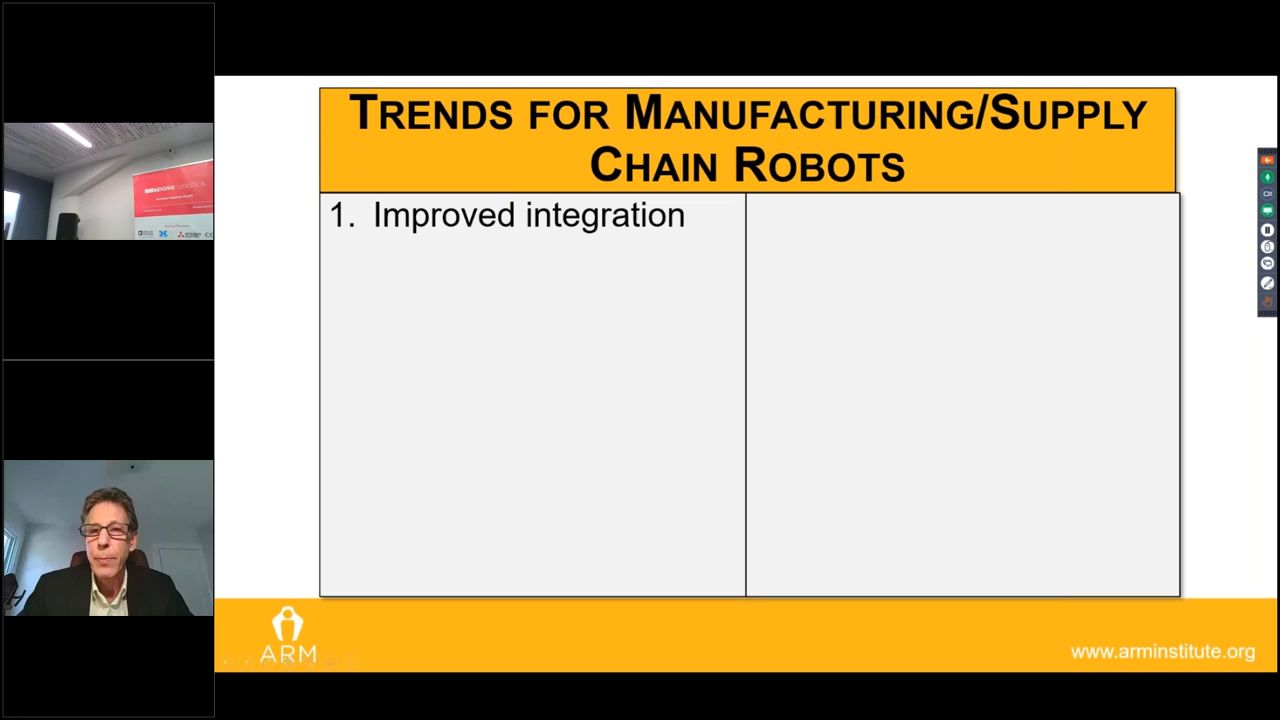 TRENDS FOR MANUFACTURING/SUPPLY
CHAIN ROBOTS
1. Improved integration
ARM
www.arminstitute.org